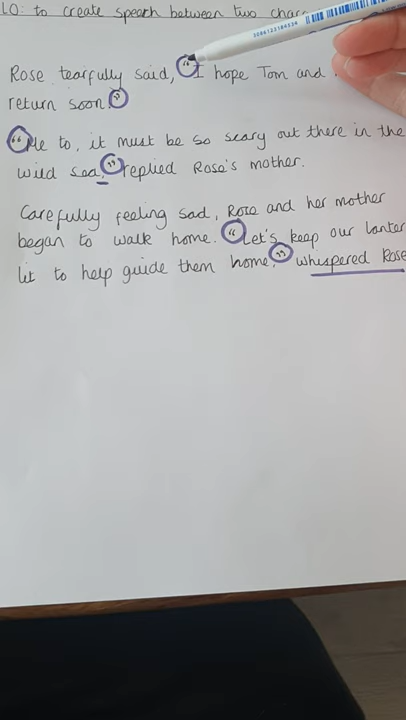 LO: to create speech between two
Rose tearfully said, "I hope Tom and
return soon"
"Me to, it must be so scary out there in the
wild sea," replied Rose's mother.
Carefully feeling sad, Rose and her mother
began to walk home. "Let's keep our
lit to help guide them home." whispered Rose